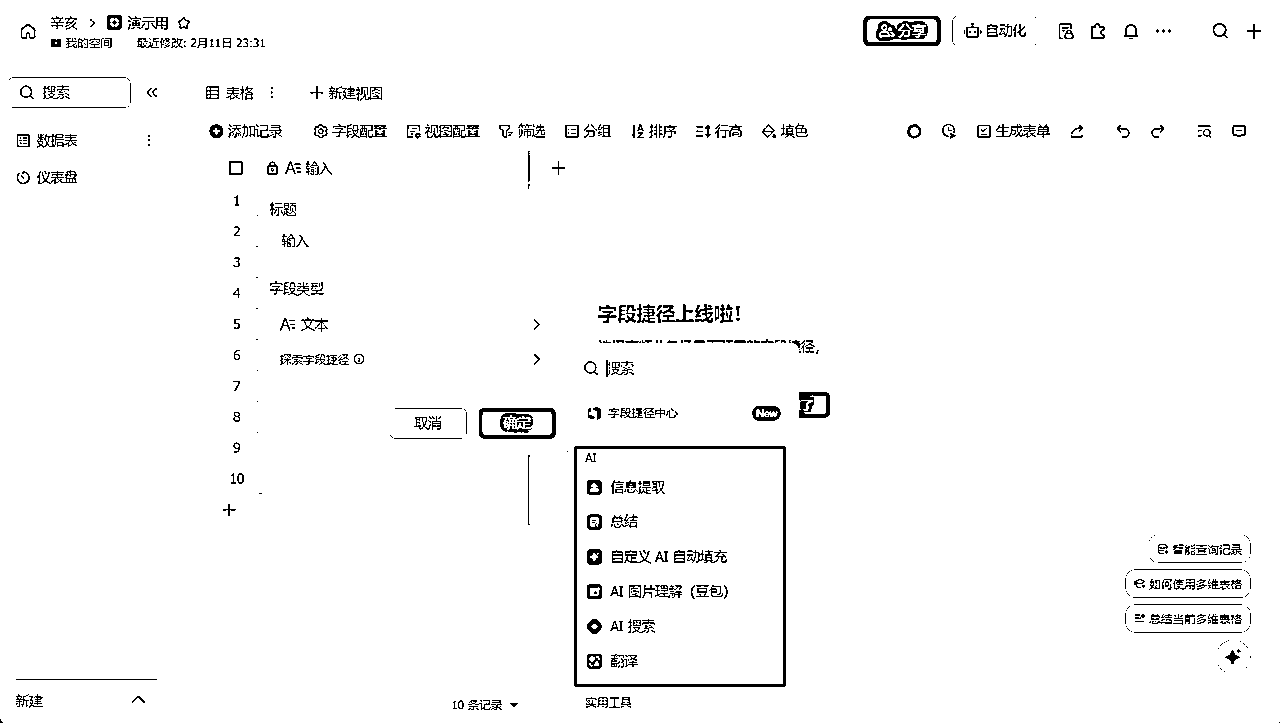 辛亥 > 演示用
我的空间 最近修改: 2月11日 23:31
分享 自动化
搜索
表格 + 新建视图
数据表
仪表盘
添加记录 字段配置 视图配置 筛选 分组 排序 行高 填色 生成表单
输入
1
2
3
4
5
6
7
8
9
10
标题
输入
字段类型
文本
探索字段捷径
取消 确定
字段捷径上线啦!
径,
搜索
字段捷径中心 New
了
AI
信息提取
总结
自定义 AI 自动填充
AI 图片理解（豆包）
AI 搜索
翻译
实用工具
智能查询记录
如何使用多维表格
总结当前多维表格
新建
10 条记录